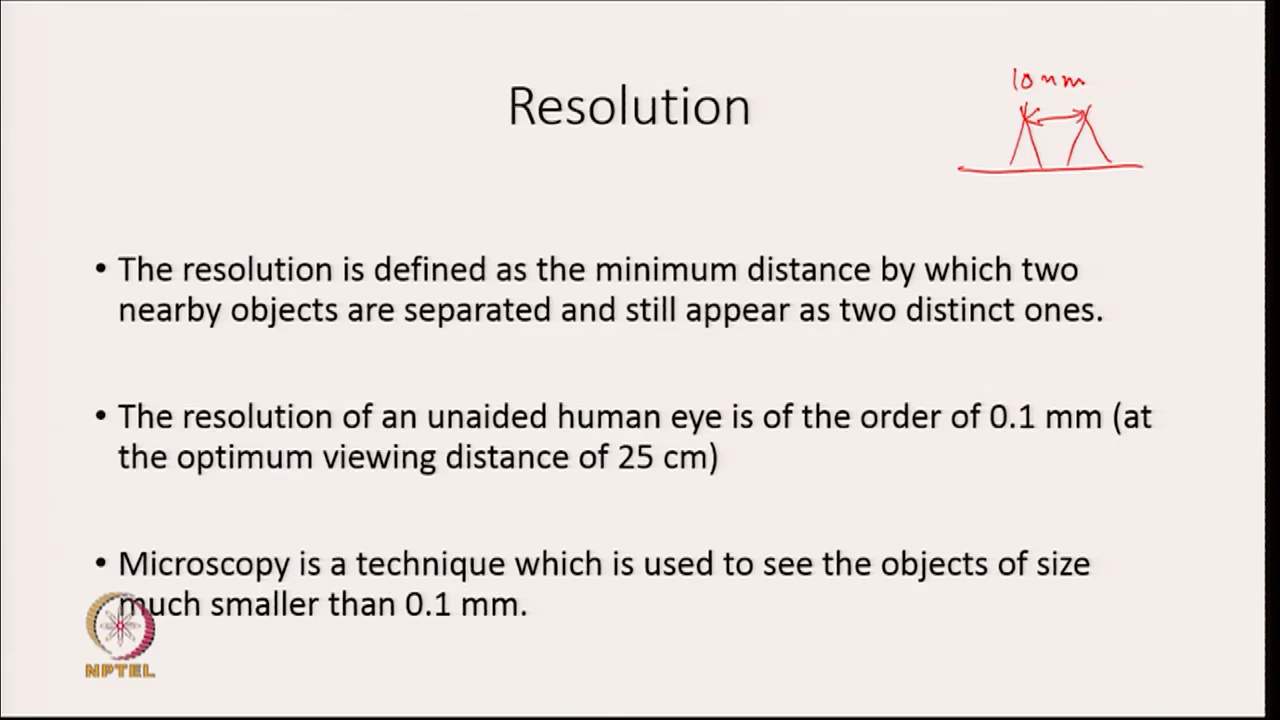 10 nm
Resolution
• The resolution is defined as the minimum distance by which two
nearby objects are separated and still appear as two distinct ones.
• The resolution of an unaided human eye is of the order of 0.1 mm (at
the optimum viewing distance of 25 cm)
• Microscopy is a technique which is used to see the objects of size
much smaller than 0.1 mm.
NPTEL